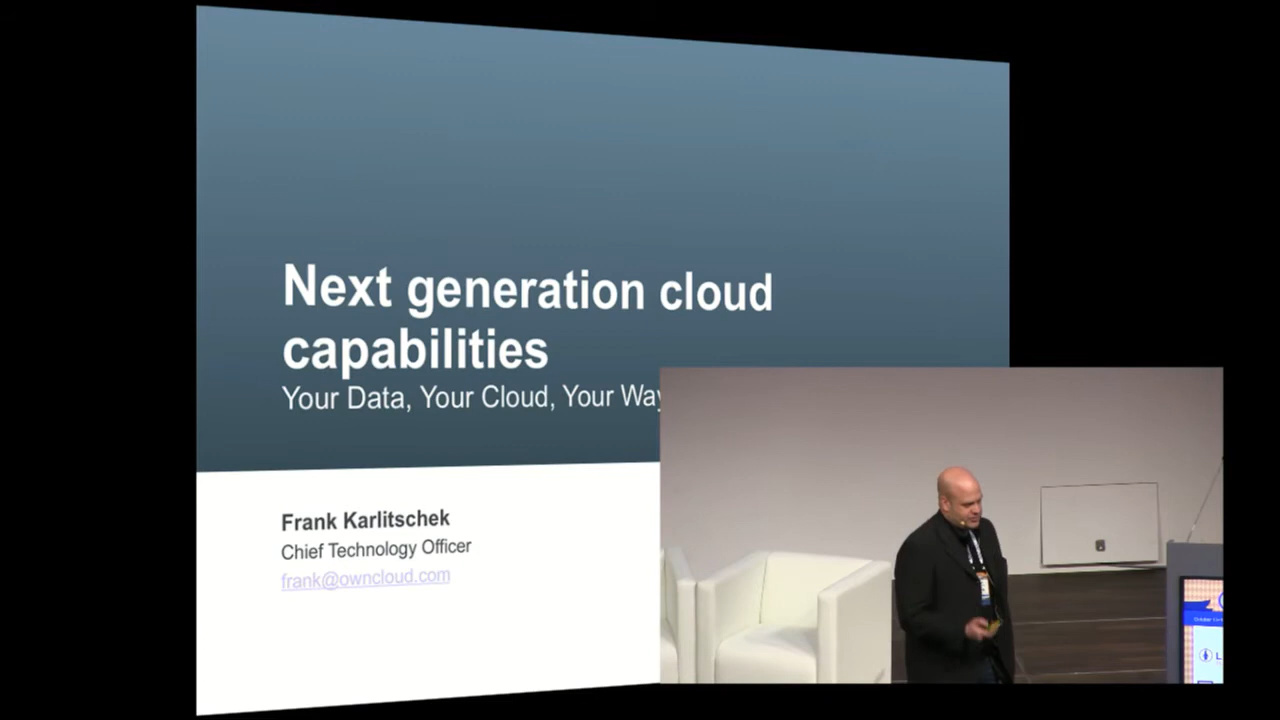 Next generation cloud
capabilities
Your Data, Your Cloud, Your Way
Frank Karlitschek
Chief Technology Officer
frank@owncloud.com